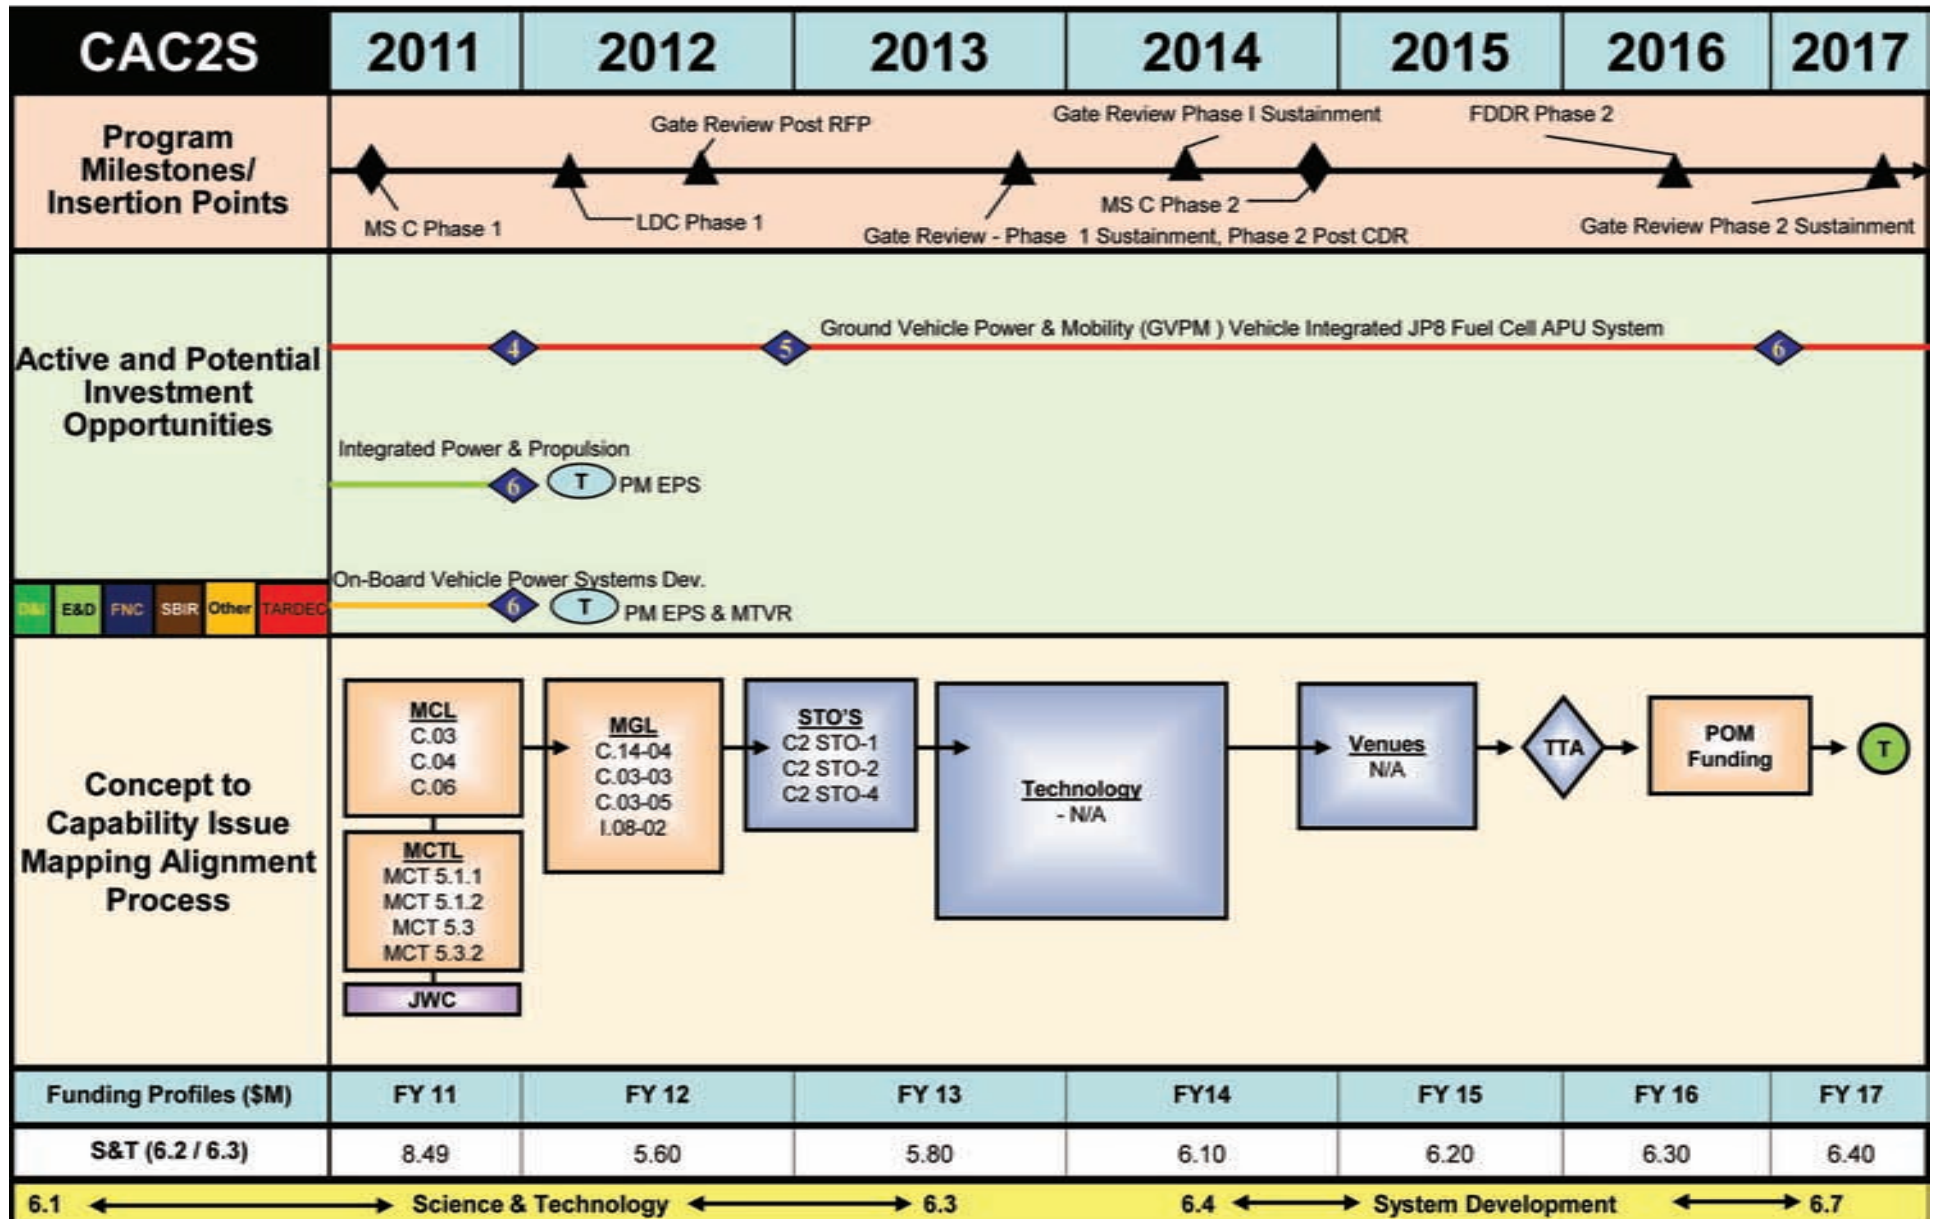 CAC2S 2011 2012 2013 2014 2015 2016 2017
Program
Milestones/
Insertion Points
Gate Review Post RFP
Gate Review Phase I Sustainment
FDDR Phase 2
MS C Phase 1
LDC Phase 1
MS C Phase 2
Gate Review - Phase 1 Sustainment, Phase 2 Post CDR
Gate Review Phase 2 Sustainment
Active and Potential
Investment
Opportunities
Ground Vehicle Power & Mobility (GVPM ) Vehicle Integrated JP8 Fuel Cell APU System
4 5 6
Integrated Power & Propulsion
6 T PM EPS
On-Board Vehicle Power Systems Dev.
6 T PM EPS & MTVR
D&I E&D FNC SBIR Other TARDEC
Concept to
Capability Issue
Mapping Alignment
Process
MCL
C.03
C.04
C.06
MCTL
MCT 5.1.1
MCT 5.1.2
MCT 5.3
MCT 5.3.2
JWC
MGL
C.14-04
C.03-03
C.03-05
I.08-02
STO'S
C2 STO-1
C2 STO-2
C2 STO-4
Technology
- N/A
Venues
N/A
TTA
POM
Funding
T
Funding Profiles ($M) FY 11 FY 12 FY 13 FY14 FY 15 FY 16 FY 17
S&T (6.2 / 6.3) 8.49 5.60 5.80 6.10 6.20 6.30 6.40
6.1 Science & Technology 6.3 6.4 System Development 6.7